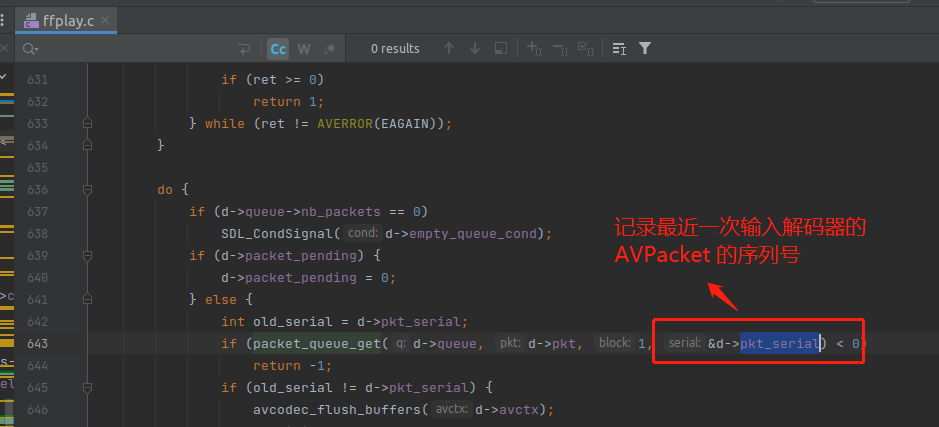 ffplay.c
Cc W .* 0 results
631 if (ret >= 0)
632 return 1;
633 } while (ret != AVERROR(EAGAIN));
634 }
635
636 do {
637 if (d->queue->nb_packets == 0)
638 SDL_CondSignal( cond: d->empty_queue_cond);
639 if (d->packet_pending) {
640 d->packet_pending = 0;
641 } else {
642 int old_serial = d->pkt_serial;
643 if (packet_queue_get( q: d->queue, pkt: d->pkt, block: 1, serial: &d->pkt_serial) < 0)
644 return -1;
645 if (old_serial != d->pkt_serial) {
646 avcodec_flush_buffers( avctx: d->avctx);
记录最近一次输入解码器的
AVPacket 的序列号